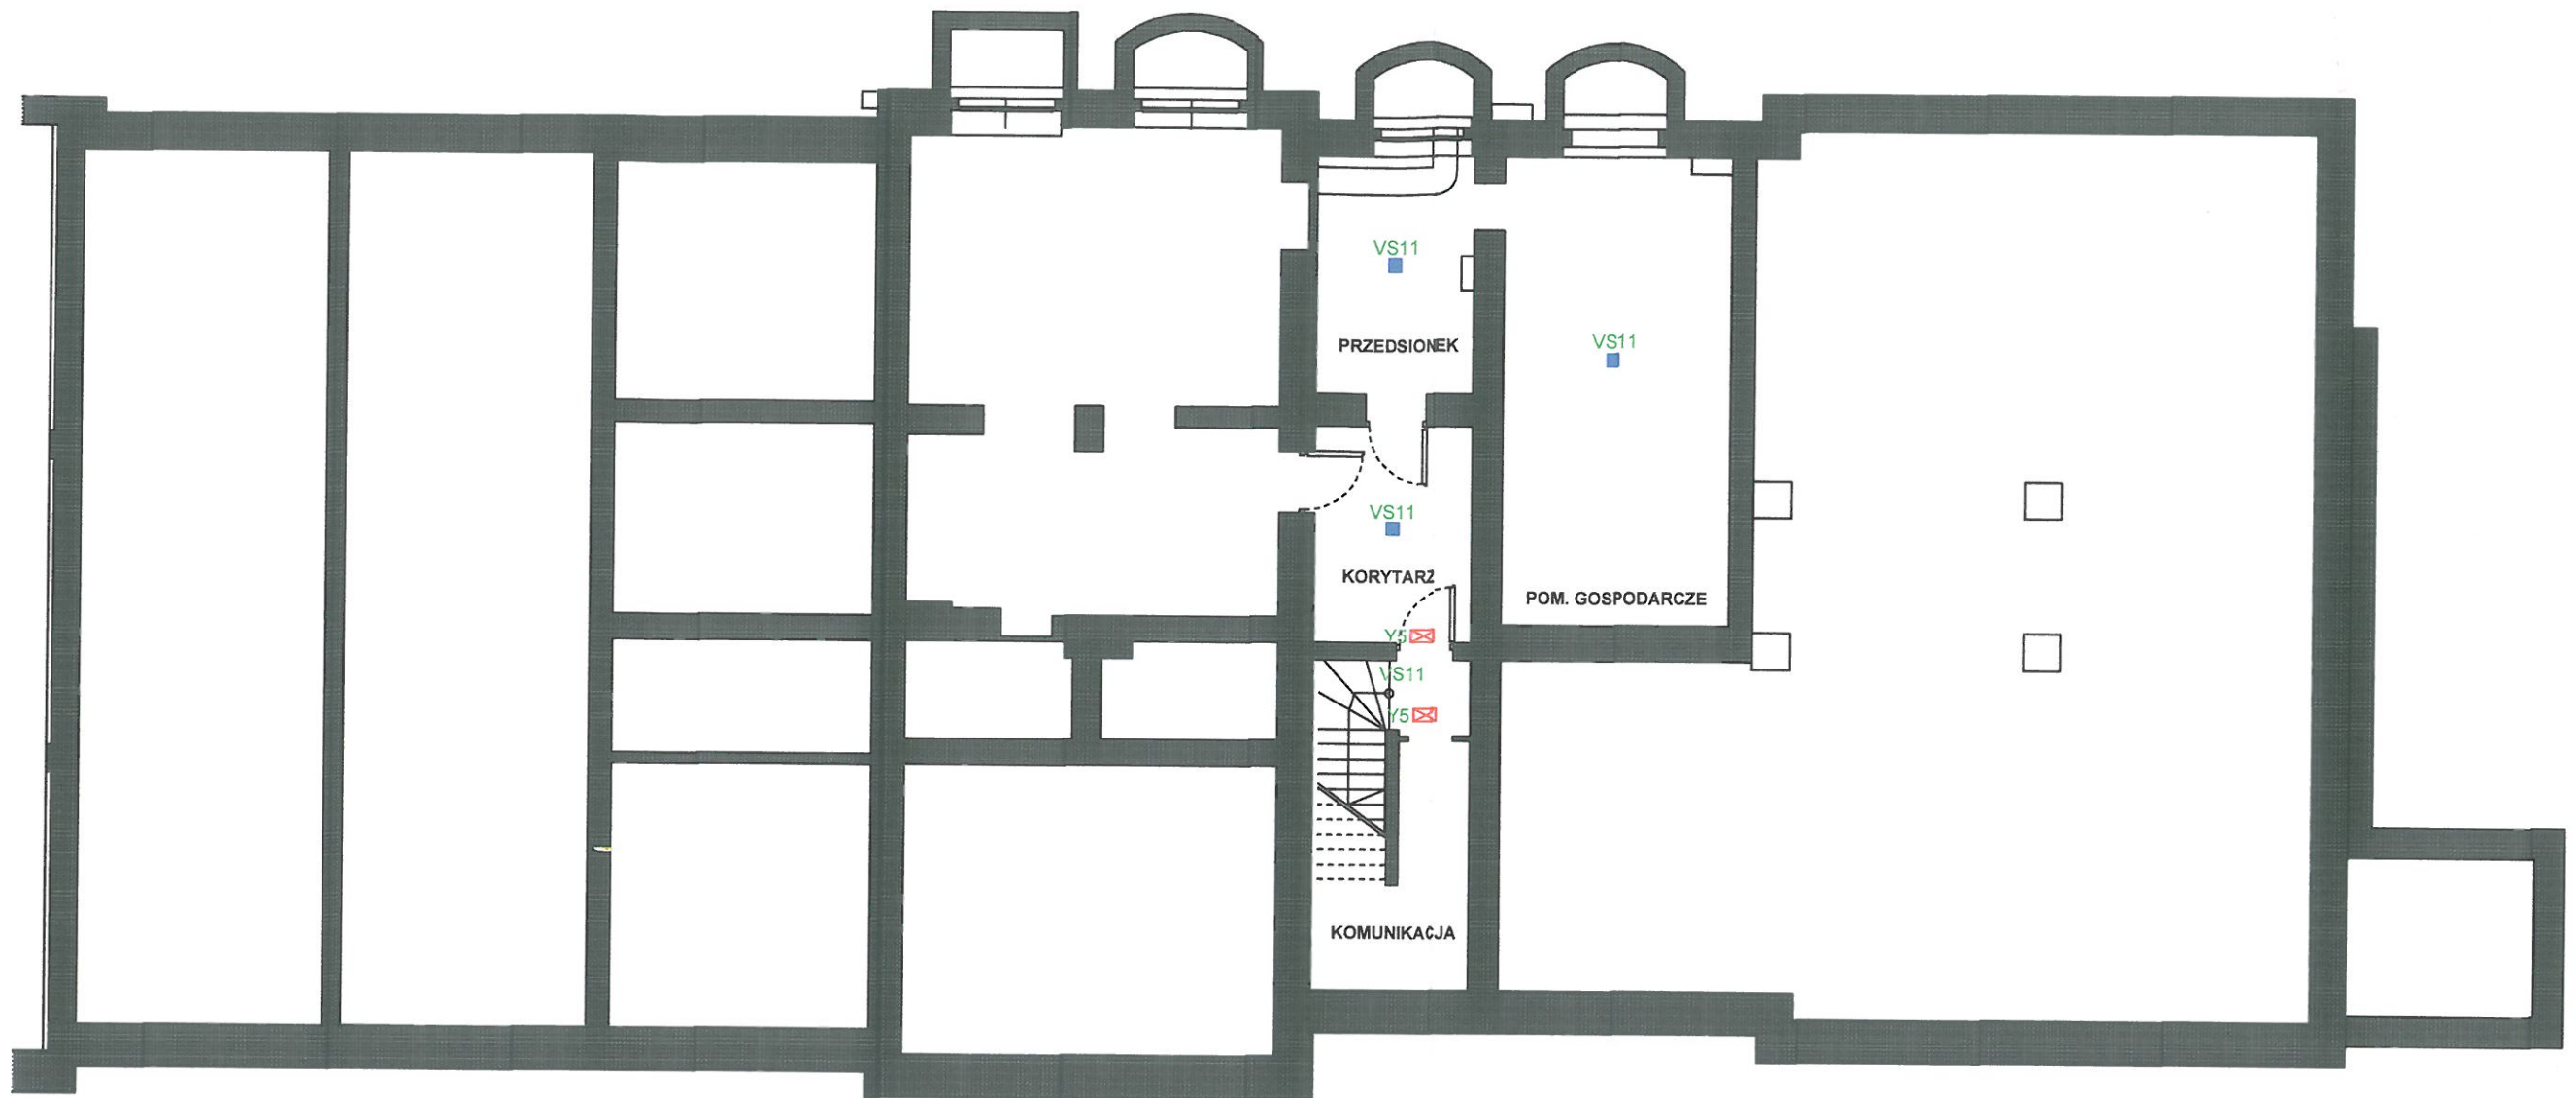 VS11
PRZEDSIONEK
VS11
VS11
KORYTARZ
POM. GOSPODARCZE
Y5
VS11
Y5
KOMUNIKACJA